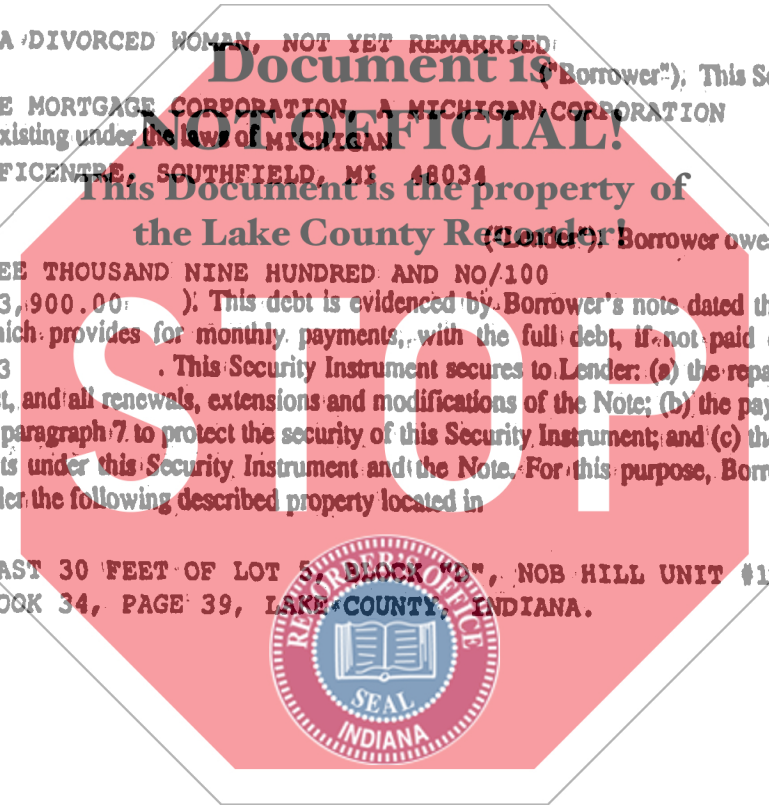 A DIVORCED WOMAN, NOT YET REMARRIED
Document is
("Borrower"). This Se
E MORTGAGE CORPORATION, A MICHIGAN CORPORATION
NOT OFFICIAL!
xisting under the laws of MICHIGAN
FICENTRE, SOUTHFIELD, MI 48034
This Document is the property of
the Lake County Recorder!
("Lender"). Borrower owe
EE THOUSAND NINE HUNDRED AND NO/100
3,900.00 ). This debt is evidenced by Borrower's note dated th
hich provides for monthly payments, with the full debt, if not paid
3 . This Security Instrument secures to Lender: (a) the repa
t, and all renewals, extensions and modifications of the Note; (b) the pay
paragraph 7 to protect the security of this Security Instrument; and (c) th
ts under this Security Instrument and the Note. For this purpose, Borr
der the following described property located in
STOP
AST 30 FEET OF LOT 5, BLOCK "D", NOB HILL UNIT #1
OOK 34, PAGE 39, LAKE COUNTY, INDIANA.
RECORDER'S OFFICE
SEAL
INDIANA